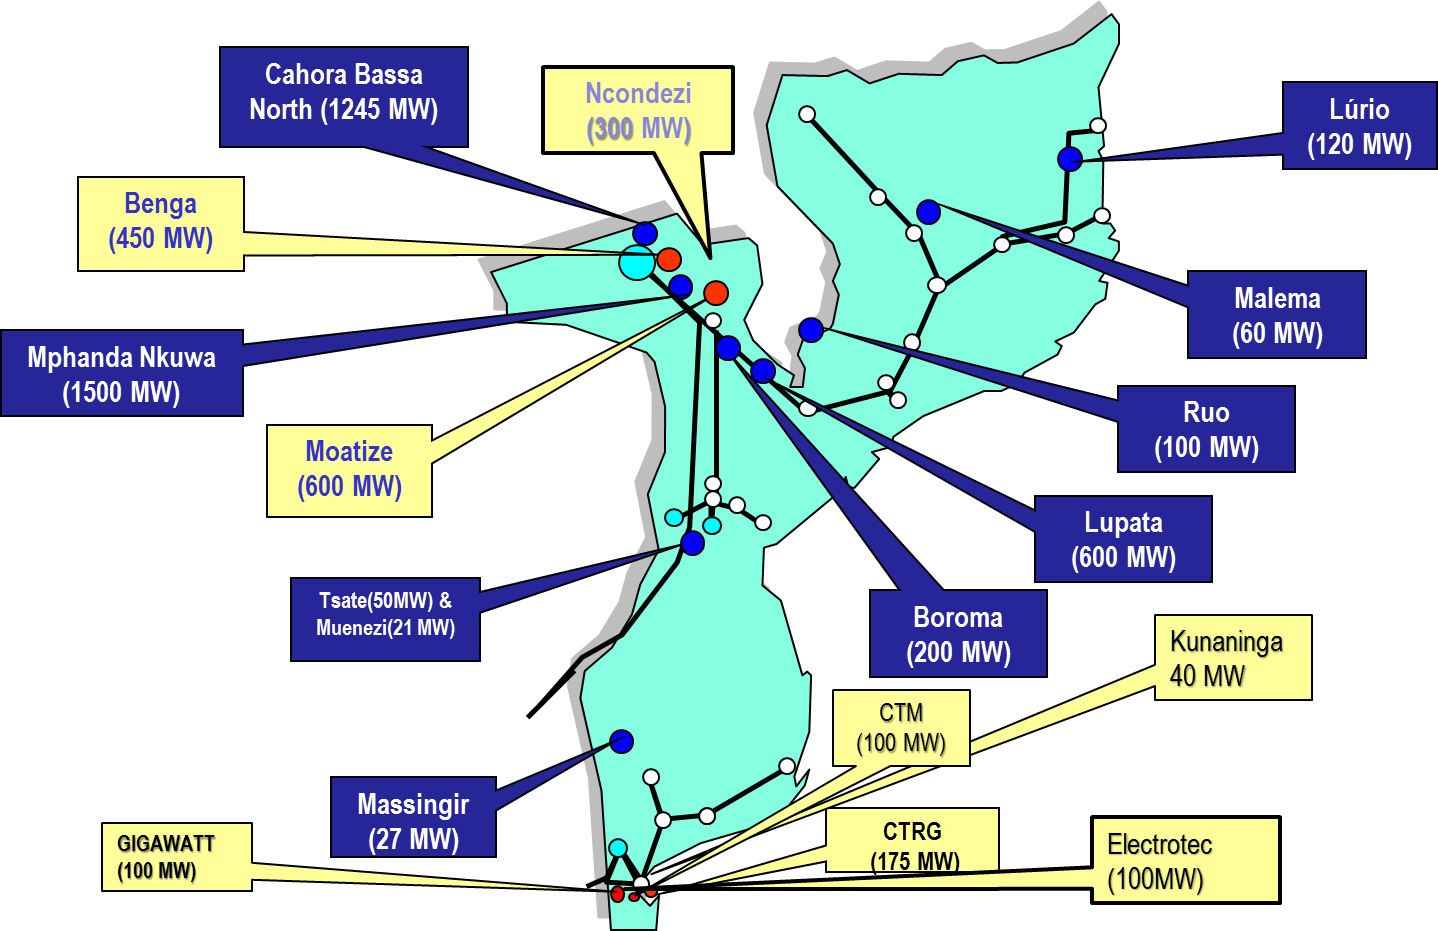 Cahora Bassa
North (1245 MW)
Ncondezi
(300 MW)
Lúrio
(120 MW)
Benga
(450 MW)
Malema
(60 MW)
Mphanda Nkuwa
(1500 MW)
Ruo
(100 MW)
Moatize
(600 MW)
Lupata
(600 MW)
Tsate(50MW) &
Muenezi(21 MW)
Boroma
(200 MW)
Kunaninga
40 MW
CTM
(100 MW)
Massingir
(27 MW)
GIGAWATT
(100 MW)
CTRG
(175 MW)
Electrotec
(100MW)